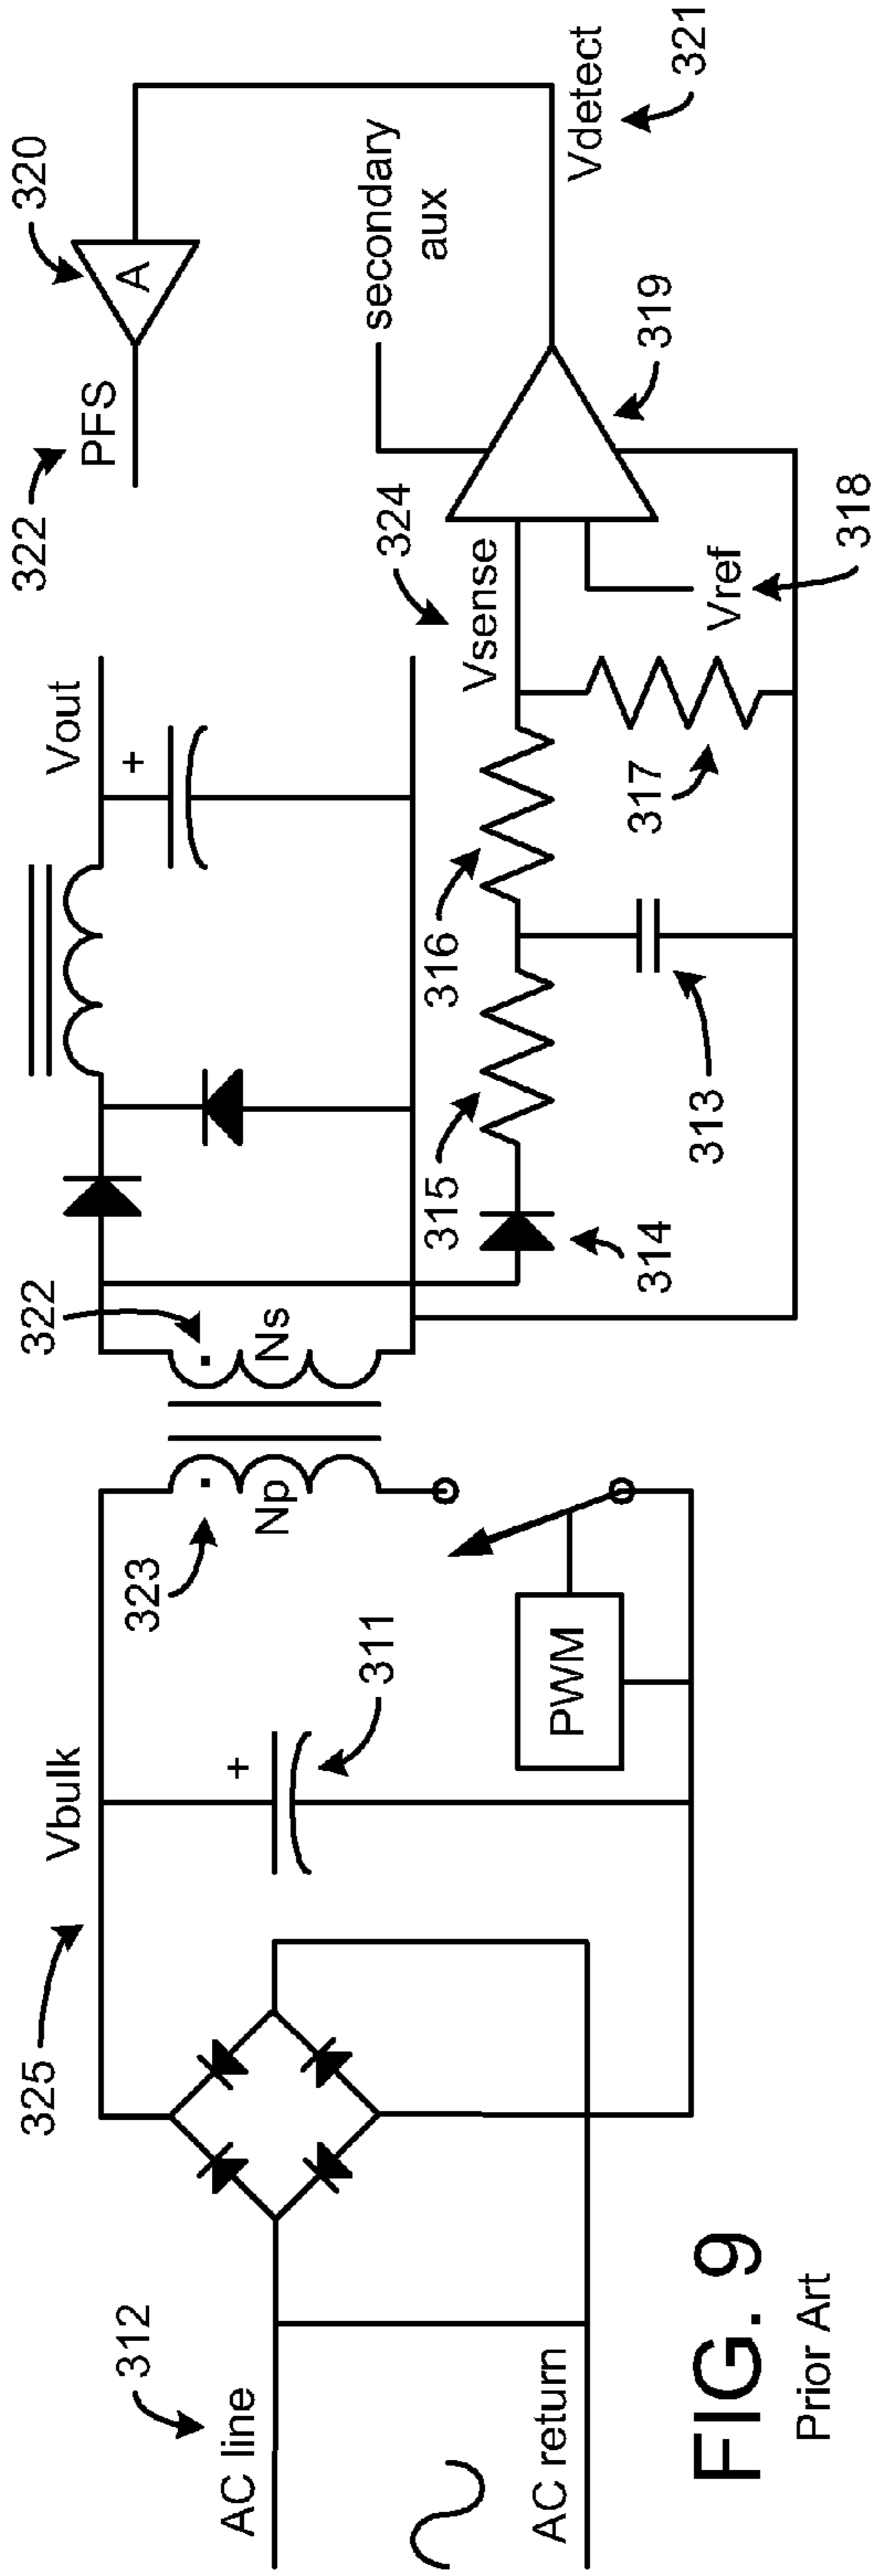 312
AC line
AC return
325
Vbulk
+
311
PWM
323
Np
322
Ns
Vout
+
314
315
313
316
317
Vsense
324
Vref
318
319
secondary
aux
Vdetect
321
322
PFS
A
320
FIG. 9
Prior Art